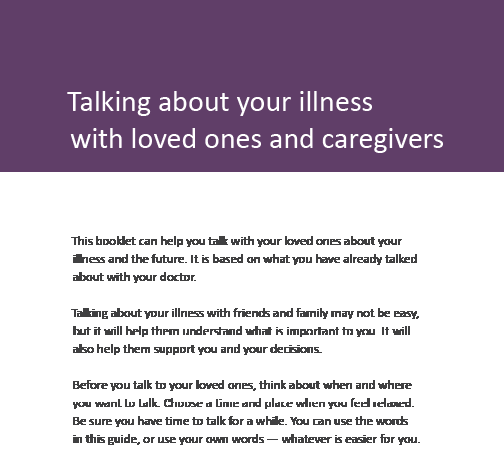 Talking about your illness
with loved ones and caregivers
This booklet can help you talk with your loved ones about your
illness and the future. It is based on what you have already talked
about with your doctor.
Talking about your illness with friends and family may not be easy,
but it will help them understand what is important to you. It will
also help them support you and your decisions.
Before you talk to your loved ones, think about when and where
you want to talk. Choose a time and place when you feel relaxed.
Be sure you have time to talk for a while. You can use the words
in this guide, or use your own words — whatever is easier for you.